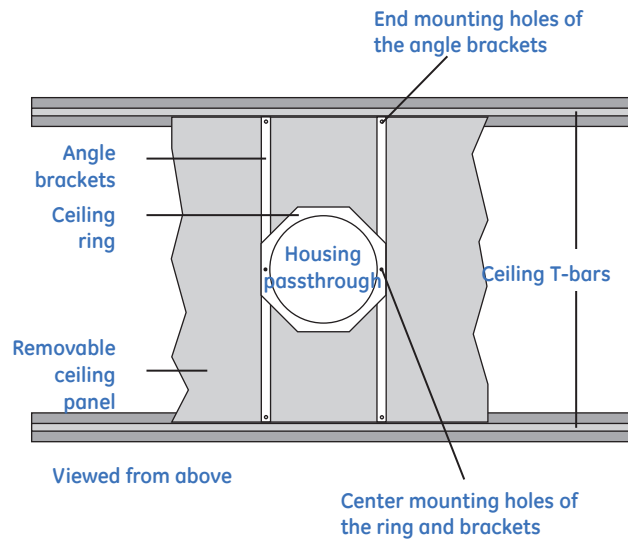 End mounting holes of
the angle brackets
Angle
brackets
Ceiling
ring
Housing
passthrough
Ceiling T-bars
Removable
ceiling
panel
Viewed from above
Center mounting holes of
the ring and brackets